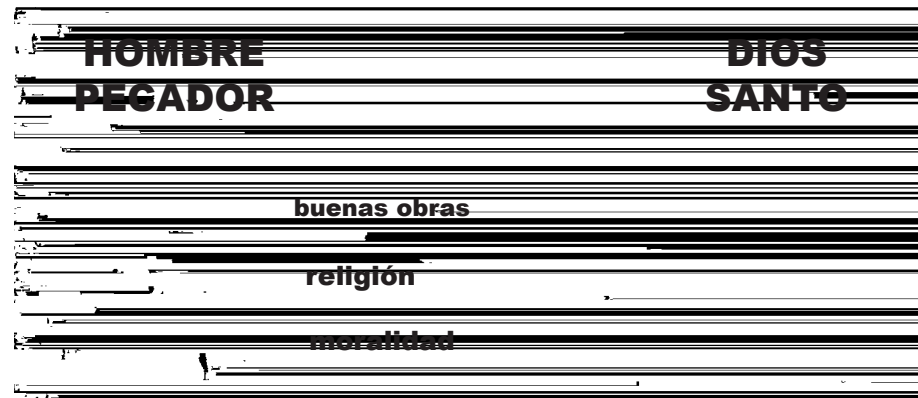 HOMBRE
PECADOR
DIOS
SANTO
buenas obras
religión
moralidad